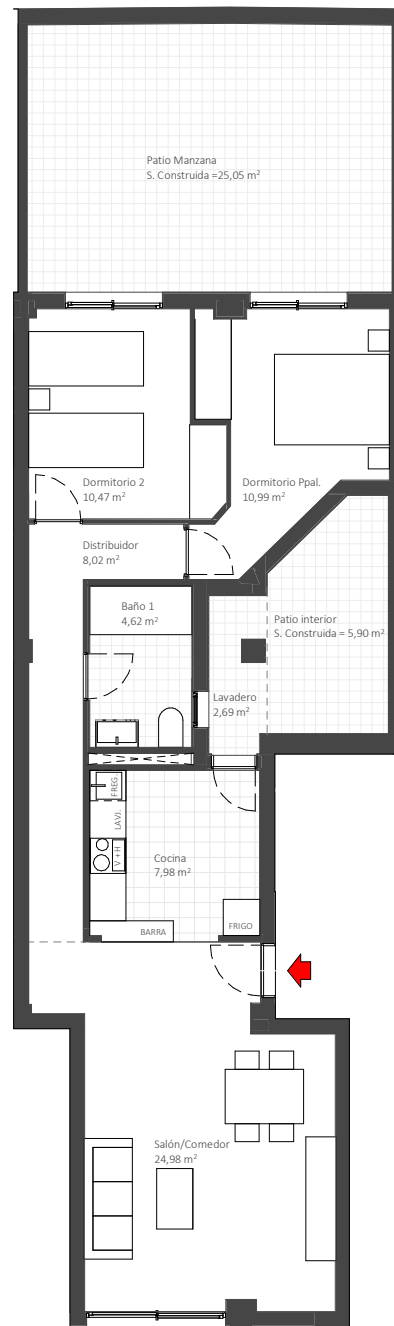 Patio Manzana
S. Construida =25,05 m²
Dormitorio 2
10,47 m²
Dormitorio Ppal.
10,99 m²
Distribuidor
8,02 m²
Baño 1
4,62 m²
Patio interior
S. Construida = 5,90 m²
Lavadero
2,69 m²
FREG.
LAVJ.
V + H
Cocina
7,98 m²
BARRA
FRIGO
Salón/Comedor
24,98 m²